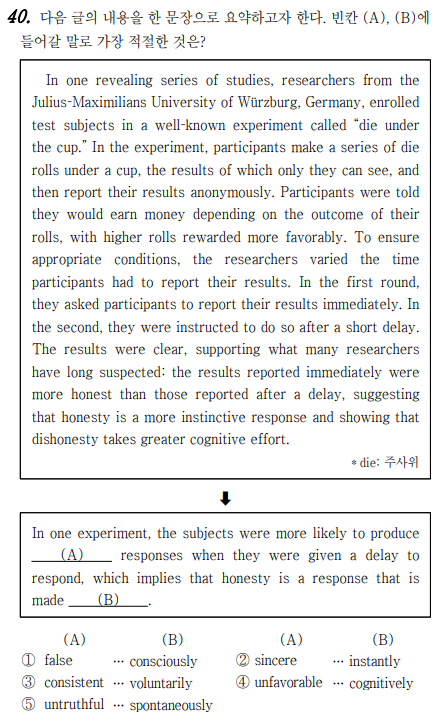 40. 다음 글의 내용을 한 문장으로 요약하고자 한다. 빈칸 (A), (B)에
들어갈 말로 가장 적절한 것은?
In one revealing series of studies, researchers from the
Julius-Maximilians University of Würzburg, Germany, enrolled
test subjects in a well-known experiment called “die under
the cup.” In the experiment, participants make a series of die
rolls under a cup, the results of which only they can see, and
then report their results anonymously. Participants were told
they would earn money depending on the outcome of their
rolls, with higher rolls rewarded more favorably. To ensure
appropriate conditions, the researchers varied the time
participants had to report their results. In the first round,
they asked participants to report their results immediately. In
the second, they were instructed to do so after a short delay.
The results were clear, supporting what many researchers
have long suspected: the results reported immediately were
more honest than those reported after a delay, suggesting
that honesty is a more instinctive response and showing that
dishonesty takes greater cognitive effort.
* die: 주사위
In one experiment, the subjects were more likely to produce
(A) responses when they were given a delay to
respond, which implies that honesty is a response that is
made (B).
(A) (B) (A) (B)
① false … consciously ② sincere … instantly
③ consistent … voluntarily ④ unfavorable … cognitively
⑤ untruthful … spontaneously